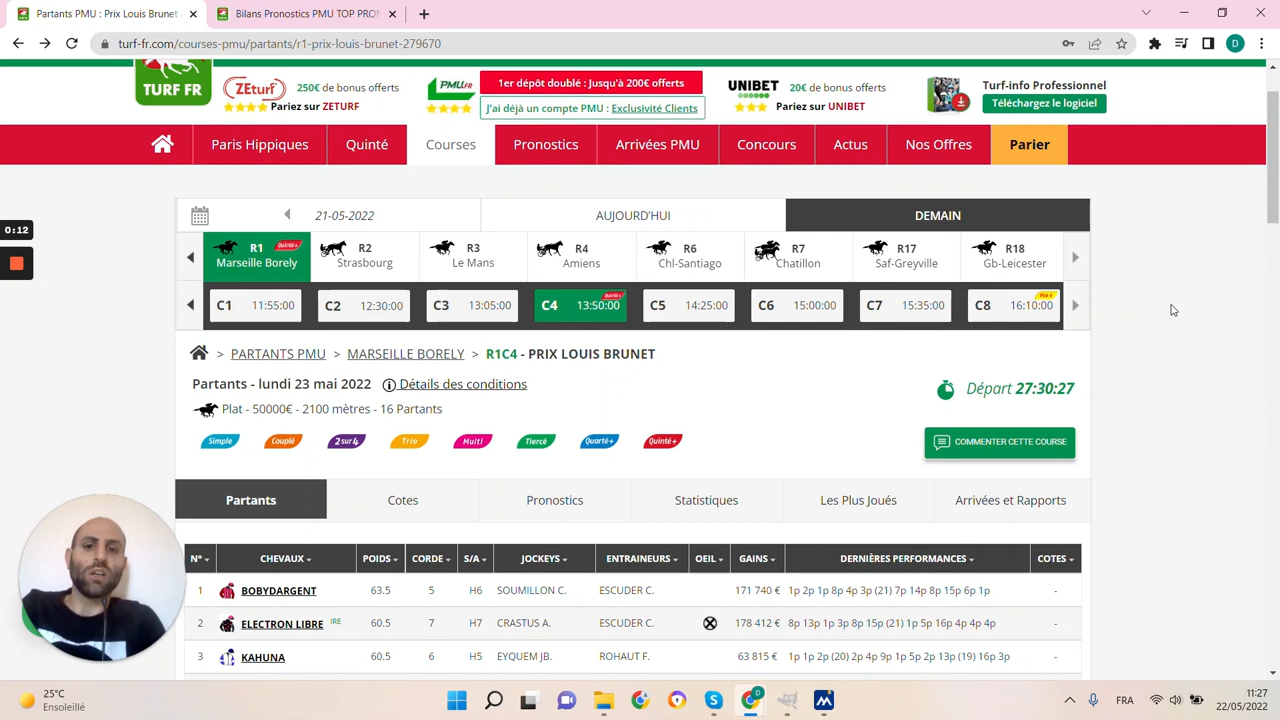 Partants PMU : Prix Louis Brunet
Bilans Pronostics PMU TOP PRON
turf-fr.com/courses-pmu/partants/r1-prix-louis-brunet-279670
D
TURF FR
ZEturf
250€ de bonus offerts
Pariez sur ZETURF
PMU.FR
1er dépôt doublé : Jusqu'à 200€ offerts
J'ai déjà un compte PMU : Exclusivité Clients
UNIBET
20€ de bonus offerts
Pariez sur UNIBET
Turf-info Professionnel
Téléchargez le logiciel
Paris Hippiques
Quinté
Courses
Pronostics
Arrivées PMU
Concours
Actus
Nos Offres
Parier
0:12
21-05-2022
AUJOURD'HUI
DEMAIN
R1 Quinté+
Marseille Borely
R2
Strasbourg
R3
Le Mans
R4
Amiens
R6
Chl-Santiago
R7
Chatillon
R17
Saf-Greyville
R18
Gb-Leicester
C1 11:55:00
C2 12:30:00
C3 13:05:00
C4 13:50:00 Quinté+
C5 14:25:00
C6 15:00:00
C7 15:35:00
C8 16:10:00
> PARTANTS PMU > MARSEILLE BORELY > R1C4 - PRIX LOUIS BRUNET
Partants - lundi 23 mai 2022 Détails des conditions
Départ 27:30:27
Plat - 50000€ - 2100 mètres - 16 Partants
Simple Couplé 2 sur 4 Trio Multi Tiercé Quarté+ Quinté+
COMMENTER CETTE COURSE
Partants
Cotes
Pronostics
Statistiques
Les Plus Joués
Arrivées et Rapports
N° CHEVAUX POIDS CORDE S/A JOCKEYS ENTRAINEURS OEIL GAINS DERNIÈRES PERFORMANCES COTES
1 BOBYDARGENT 63.5 5 H6 SOUMILLON C. ESCUDER C. 171 740 € 1p 2p 1p 8p 4p 3p (21) 7p 14p 8p 15p 6p 1p -
2 ELECTRON LIBRE IRE 60.5 7 H7 CRASTUS A. ESCUDER C. 178 412 € 8p 13p 1p 3p 8p 15p (21) 1p 5p 16p 4p 4p 4p -
3 KAHUNA 60.5 6 H5 EYQUEM JB. ROHAUT F. 63 815 € 1p 1p 2p (20) 2p 4p 9p 1p 5p 2p 13p (19) 16p 3p -
25°C
Ensoleillé
FRA
11:27
22/05/2022